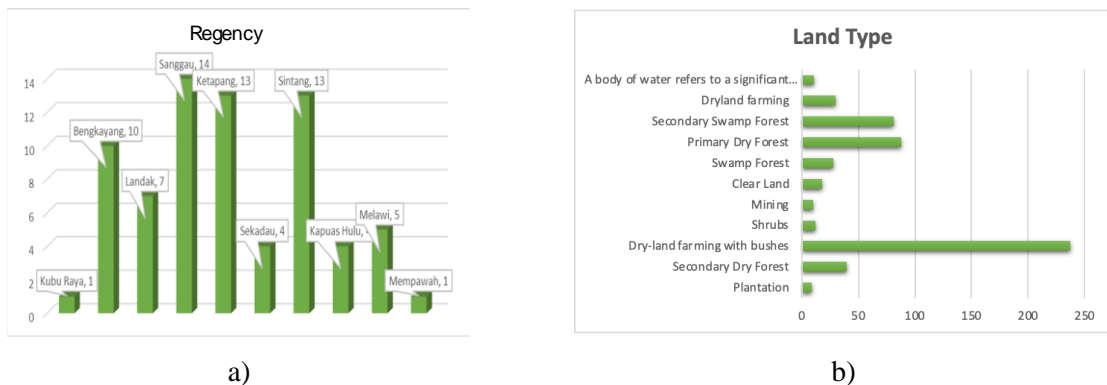 Regency
14
12
10
8
6
4
2
0
Kubu Raya, 1
Bengkayang, 10
Landak, 7
Sanggau, 14
Ketapang, 13
Sekadau, 4
Sintang, 13
Kapuas Hulu,
Melawi, 5
Mempawah, 1
a)
Land Type
A body of water refers to a significant...
Dryland farming
Secondary Swamp Forest
Primary Dry Forest
Swamp Forest
Clear Land
Mining
Shrubs
Dry-land farming with bushes
Secondary Dry Forest
Plantation
0 50 100 150 200 250
b)